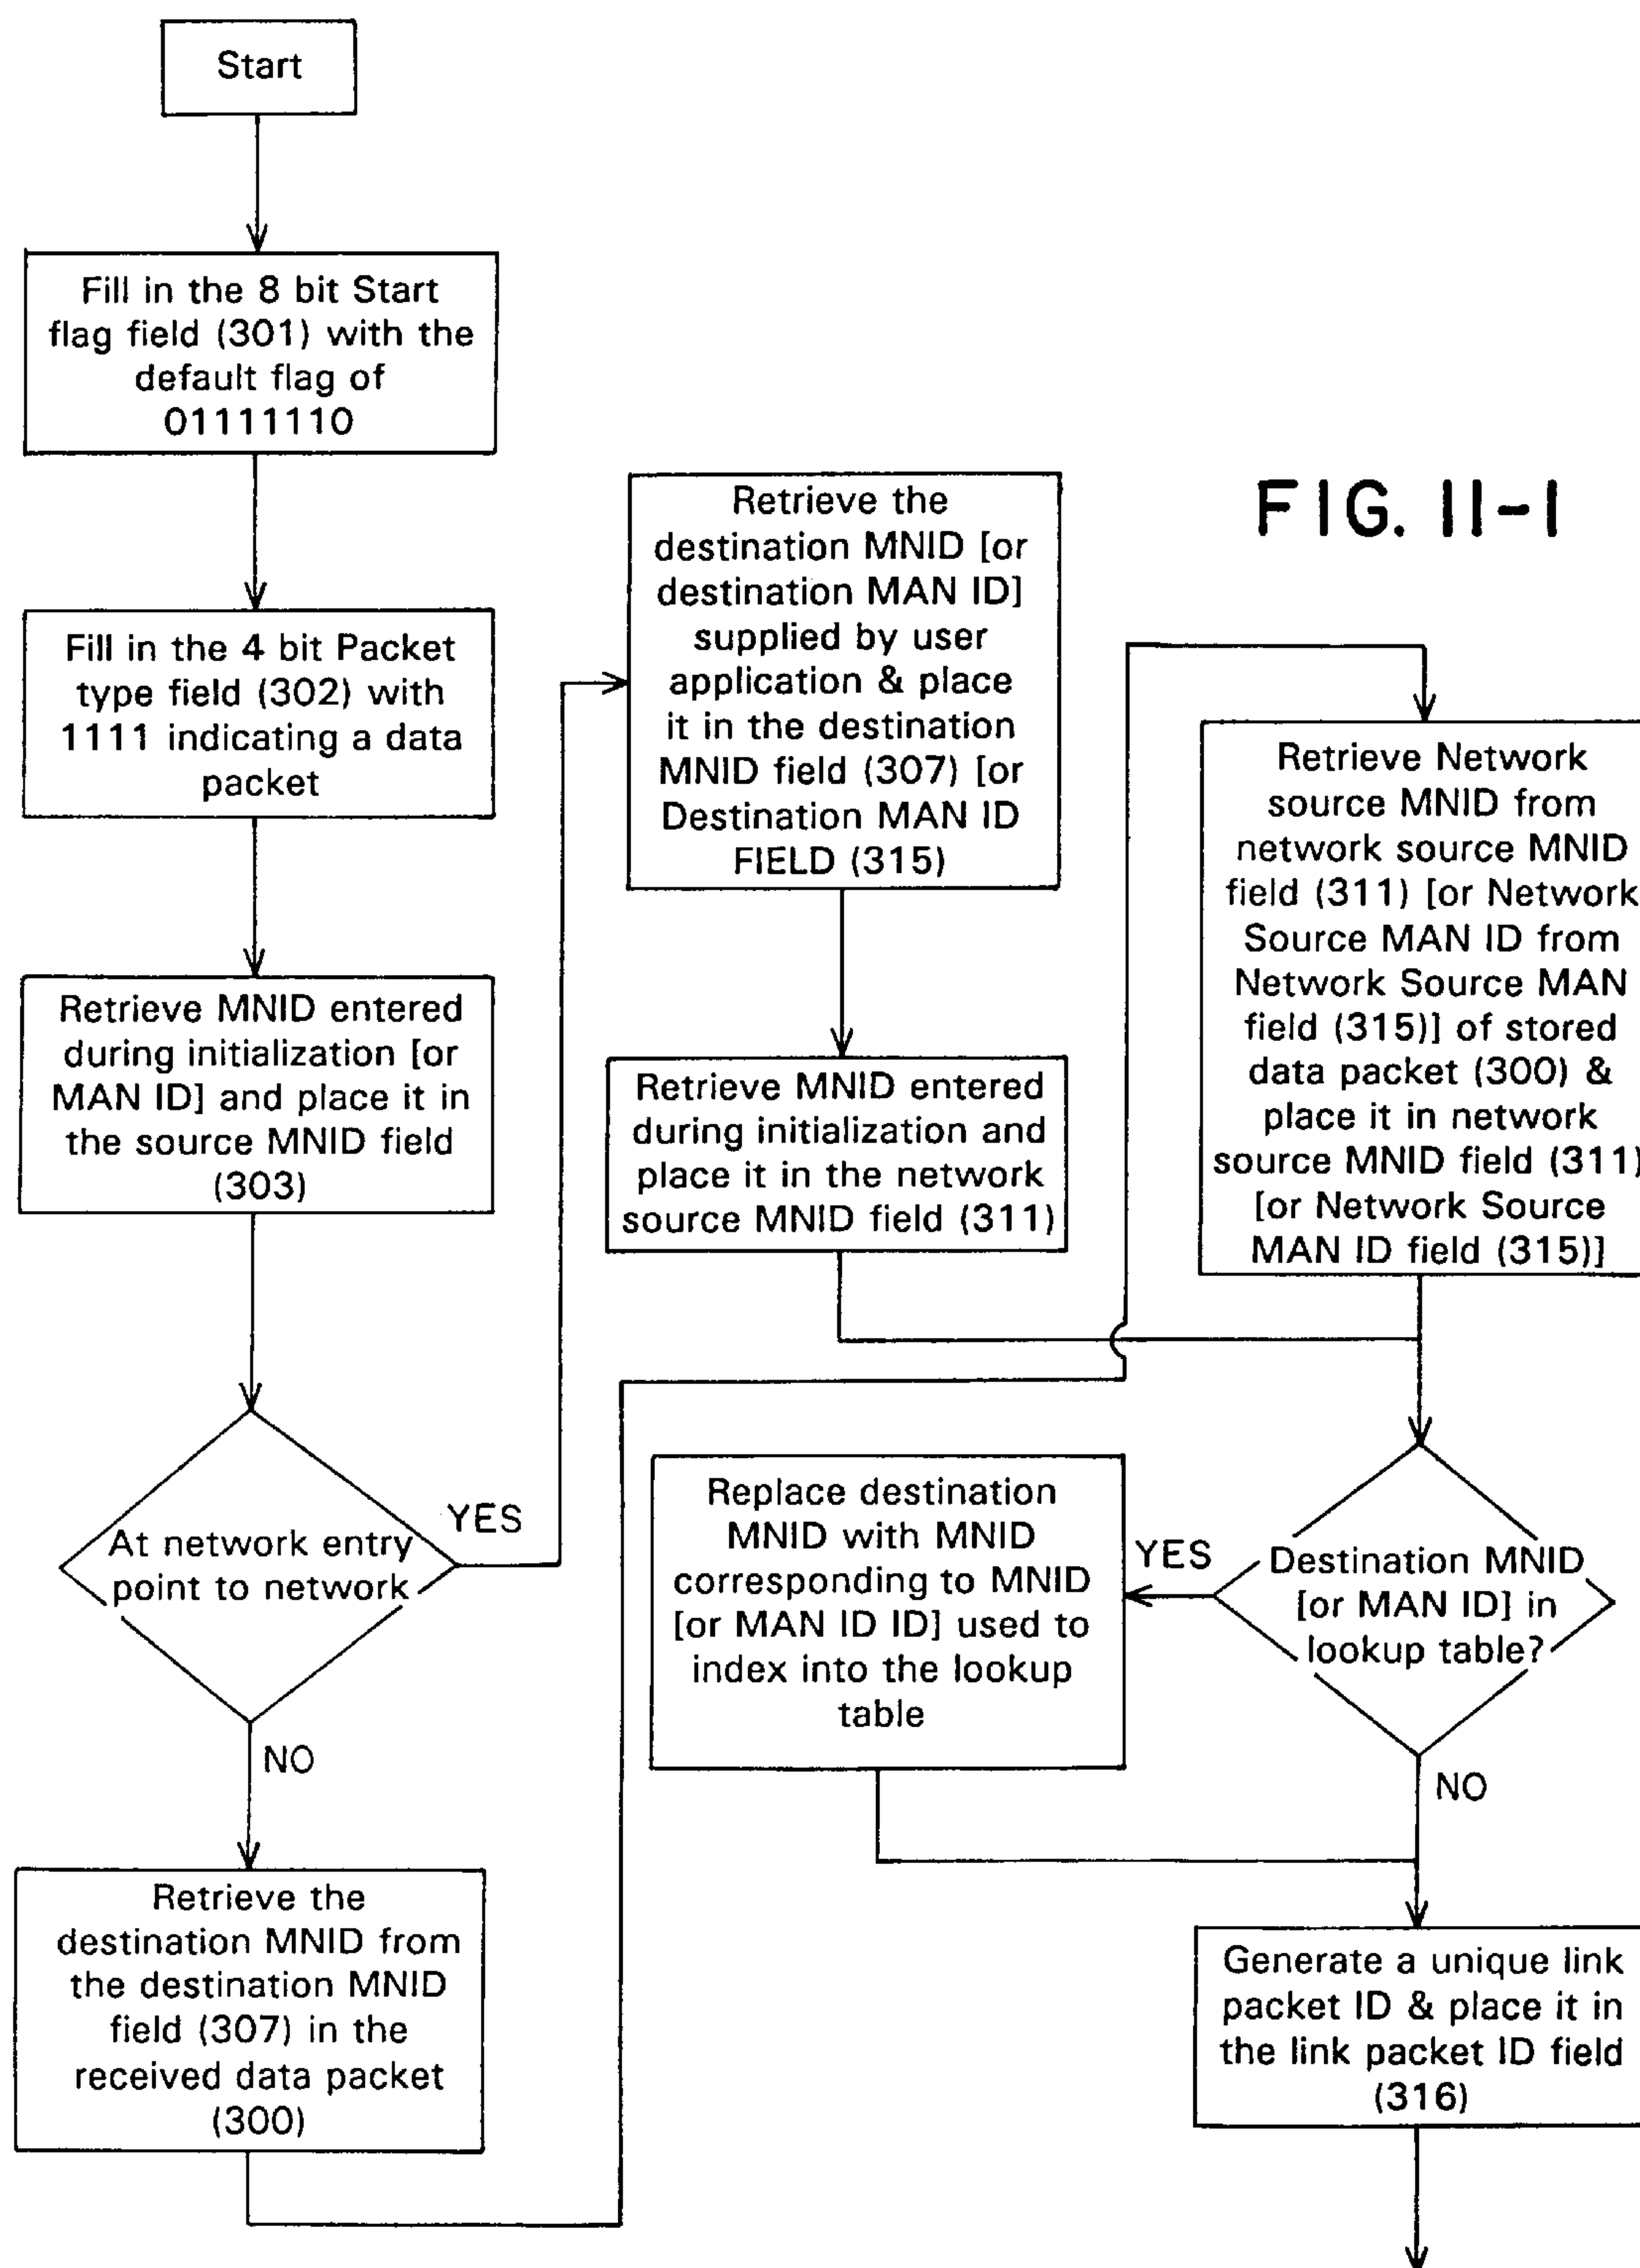 Start
Fill in the 8 bit Start
flag field (301) with the
default flag of
01111110
Fill in the 4 bit Packet
type field (302) with
1111 indicating a data
packet
Retrieve MNID entered
during initialization [or
MAN ID] and place it in
the source MNID field
(303)
At network entry
point to network
YES
NO
Retrieve the
destination MNID from
the destination MNID
field (307) in the
received data packet
(300)
Retrieve the
destination MNID [or
destination MAN ID]
supplied by user
application & place
it in the destination
MNID field (307) [or
Destination MAN ID
FIELD (315)
Retrieve MNID entered
during initialization and
place it in the network
source MNID field (311)
FIG. 11-1
Retrieve Network
source MNID from
network source MNID
field (311) [or Network
Source MAN ID from
Network Source MAN
field (315)] of stored
data packet (300) &
place it in network
source MNID field (311)
[or Network Source
MAN ID field (315)]
Destination MNID
[or MAN ID] in
lookup table?
YES
Replace destination
MNID with MNID
corresponding to MNID
[or MAN ID ID] used to
index into the lookup
table
NO
Generate a unique link
packet ID & place it in
the link packet ID field
(316)